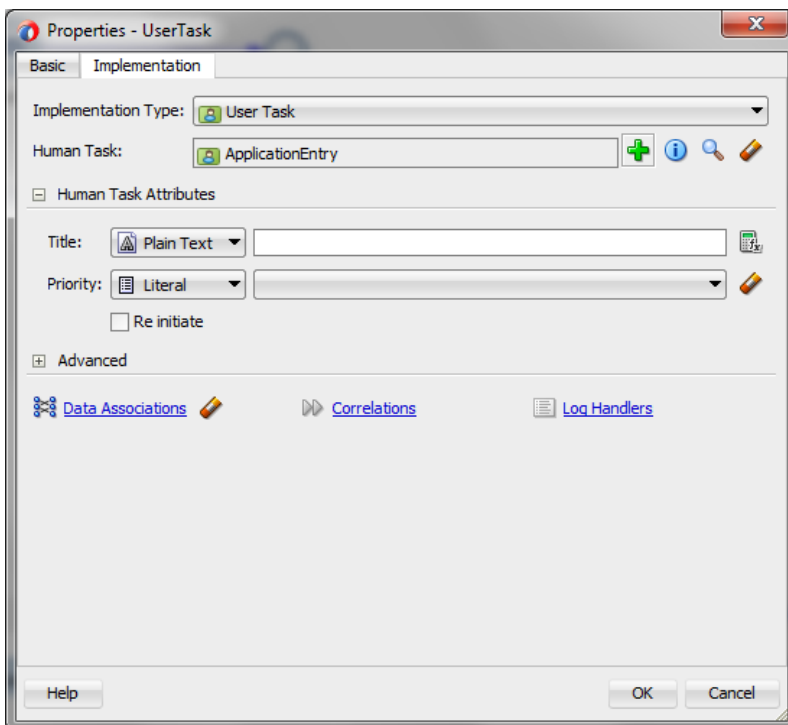 Properties - UserTask
Basic Implementation
Implementation Type: User Task
Human Task: ApplicationEntry
Human Task Attributes
Title: Plain Text
Priority: Literal
Re initiate
Advanced
Data Associations Correlations Log Handlers
Help OK Cancel